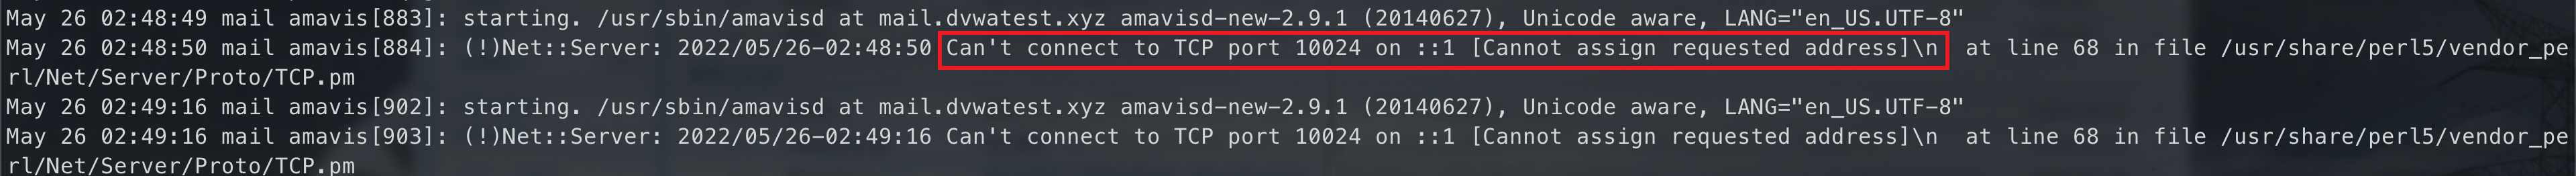 May 26 02:48:49 mail amavis[883]: starting. /usr/sbin/amavisd at mail.dvwatest.xyz amavisd-new-2.9.1 (20140627), Unicode aware, LANG="en_US.UTF-8"
May 26 02:48:50 mail amavis[884]: (!)Net::Server: 2022/05/26-02:48:50 Can't connect to TCP port 10024 on ::1 [Cannot assign requested address]\n  at line 68 in file /usr/share/perl5/vendor_pe
rl/Net/Server/Proto/TCP.pm
May 26 02:49:16 mail amavis[902]: starting. /usr/sbin/amavisd at mail.dvwatest.xyz amavisd-new-2.9.1 (20140627), Unicode aware, LANG="en_US.UTF-8"
May 26 02:49:16 mail amavis[903]: (!)Net::Server: 2022/05/26-02:49:16 Can't connect to TCP port 10024 on ::1 [Cannot assign requested address]\n  at line 68 in file /usr/share/perl5/vendor_pe
rl/Net/Server/Proto/TCP.pm